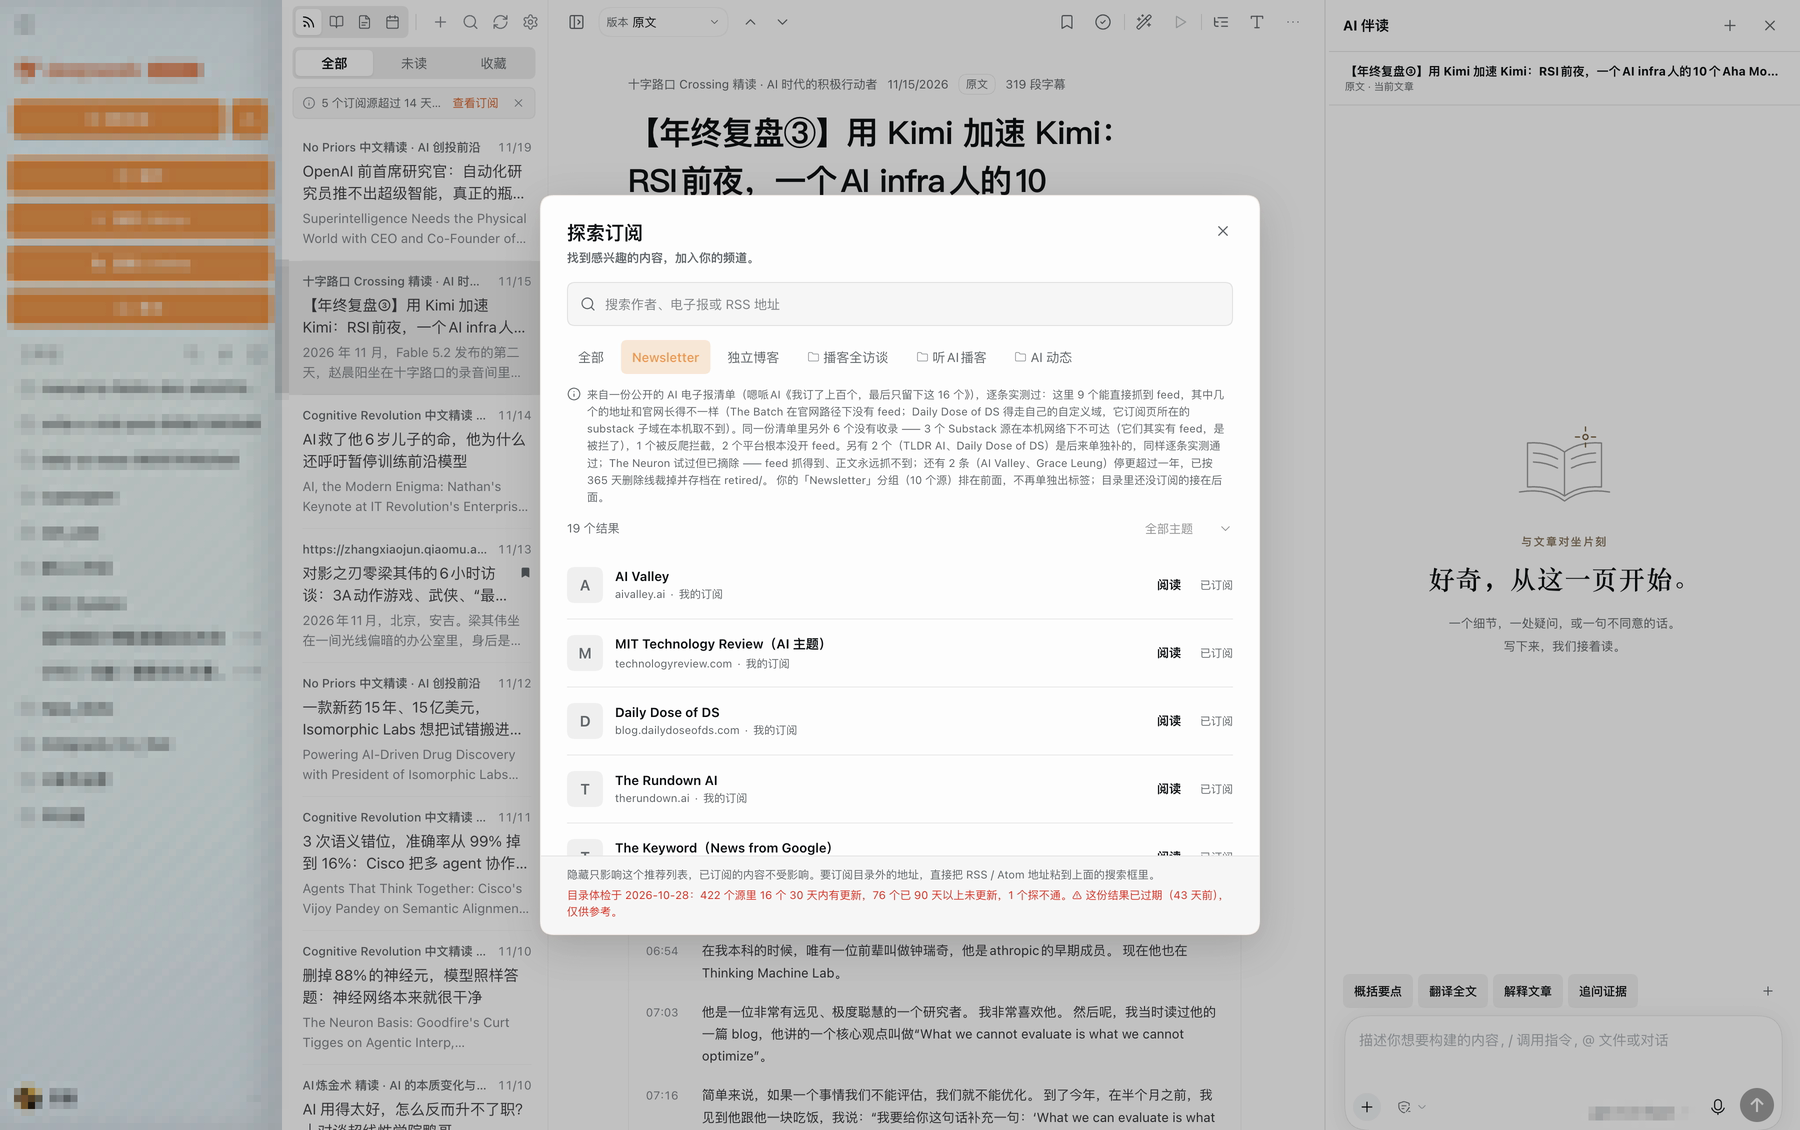 全部
未读
收藏
5 个订阅源超过 14 天...
查看订阅
No Priors 中文精读 · AI 创投前沿
11/19
OpenAI 前首席研究官：自动化研
究员推不出超级智能，真正的瓶...
Superintelligence Needs the Physical
World with CEO and Co-Founder of...
十字路口 Crossing 精读 · AI 时...
11/15
【年终复盘③】用 Kimi 加速
Kimi：RSI前夜，一个AI infra人...
2026 年 11 月，Fable 5.2 发布的第二
天，赵晨阳坐在十字路口的录音间里...
Cognitive Revolution 中文精读 ...
11/14
AI救了他6岁儿子的命，他为什么
还呼吁暂停训练前沿模型
AI, the Modern Enigma: Nathan's
Keynote at IT Revolution's Enterpris...
https://zhangxiaojun.qiaomu.a...
11/13
对影之刃零梁其伟的6小时访
谈：3A动作游戏、武侠、“最...
2026年11月，北京，安吉。梁其伟坐
在一间光线偏暗的办公室里，身后是...
No Priors 中文精读 · AI 创投前沿
11/12
一款新药15年、15亿美元，
Isomorphic Labs 想把试错搬进...
Powering AI-Driven Drug Discovery
with President of Isomorphic Labs...
Cognitive Revolution 中文精读 ...
11/11
3 次语义错位，准确率从 99% 掉
到 16%：Cisco 把多 agent 协作...
Agents That Think Together: Cisco's
Vijoy Pandey on Semantic Alignmen...
Cognitive Revolution 中文精读 ...
11/10
删掉88%的神经元，模型照样答
题：神经网络本来就很干净
The Neuron Basis: Goodfire's Curt
Tigges on Agentic Interp,...
AI炼金术 精读 · AI 的本质变化与...
11/10
AI 用得太好，怎么反而升不了职？
版本 原文
十字路口 Crossing 精读 · AI 时代的积极行动者
11/15/2026
原文
319 段字幕
【年终复盘③】用 Kimi 加速 Kimi：
RSI前夜，一个AI infra人的10
探索订阅
找到感兴趣的内容，加入你的频道。
搜索作者、电子报或 RSS 地址
全部
Newsletter
独立博客
播客全访谈
听AI播客
AI 动态
来自一份公开的 AI 电子报清单（嗯哌AI《我订了上百个，最后只留下这 16 个》），逐条实测过：这里 9 个能直接抓到 feed，其中几
个的地址和官网长得不一样（The Batch 在官网路径下没有 feed；Daily Dose of DS 得走自己的自定义域，它订阅页所在的
substack 子域在本机取不到）。同一份清单里另外 6 个没有收录 —— 3 个 Substack 源在本机网络下不可达（它们其实有 feed，是
被拦了），1 个被反爬拦截，2 个平台根本没开 feed。另有 2 个（TLDR AI、Daily Dose of DS）是后来单独补的，同样逐条实测通
过；The Neuron 试过但已摘除 —— feed 抓得到、正文永远抓不到；还有 2 条（AI Valley、Grace Leung）停更超过一年，已按
365 天删除线裁掉并存档在 retired/。 你的「Newsletter」分组（10 个源）排在前面，不再单独出标签；目录里还没订阅的接在后
面。
19 个结果
全部主题
A
AI Valley
aivalley.ai · 我的订阅
阅读
已订阅
M
MIT Technology Review（AI 主题）
technologyreview.com · 我的订阅
阅读
已订阅
D
Daily Dose of DS
blog.dailydoseofds.com · 我的订阅
阅读
已订阅
T
The Rundown AI
therundown.ai · 我的订阅
阅读
已订阅
The Keyword（News from Google）
隐藏只影响这个推荐列表，已订阅的内容不受影响。要订阅目录外的地址，直接把 RSS / Atom 地址粘到上面的搜索框里。
目录体检于 2026-10-28：422 个源里 16 个 30 天内有更新，76 个已 90 天以上未更新，1 个探不通。⚠ 这份结果已过期（43 天前），
仅供参考。
06:54
在我本科的时候，唯有一位前辈叫做钟瑞奇，他是athropic的早期成员。 现在他也在
Thinking Machine Lab。
07:03
他是一位非常有远见、极度聪慧的一个研究者。 我非常喜欢他。 然后呢，我当时读过他的
一篇 blog，他讲的一个核心观点叫做“What we cannot evaluate is what we cannot
optimize”。
07:16
简单来说，如果一个事情我们不能评估，我们就不能优化。 到了今年，在半个月之前，我
见到他跟他一块吃饭，我说：“我要给你这句话补充一句：‘What we can evaluate is what
AI 伴读
【年终复盘③】用 Kimi 加速 Kimi：RSI前夜，一个AI infra人的10个Aha Mo...
原文 · 当前文章
与文章对坐片刻
好奇，从这一页开始。
一个细节，一处疑问，或一句不同意的话。
写下来，我们接着读。
概括要点
翻译全文
解释文章
追问证据
描述你想要构建的内容, / 调用指令, @ 文件或对话